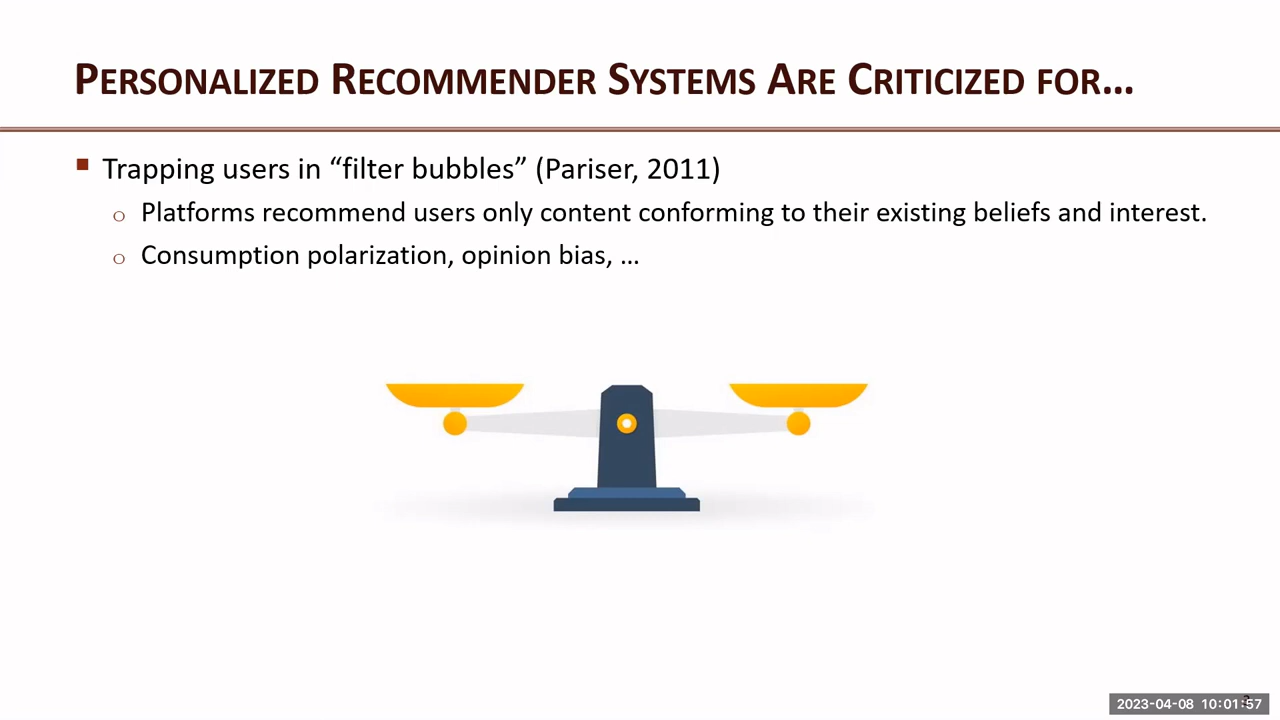 PERSONALIZED RECOMMENDER SYSTEMS ARE CRITICIZED FOR…
Trapping users in “filter bubbles” (Pariser, 2011)
Platforms recommend users only content conforming to their existing beliefs and interest.
Consumption polarization, opinion bias, …
2023-04-08 10:01:57